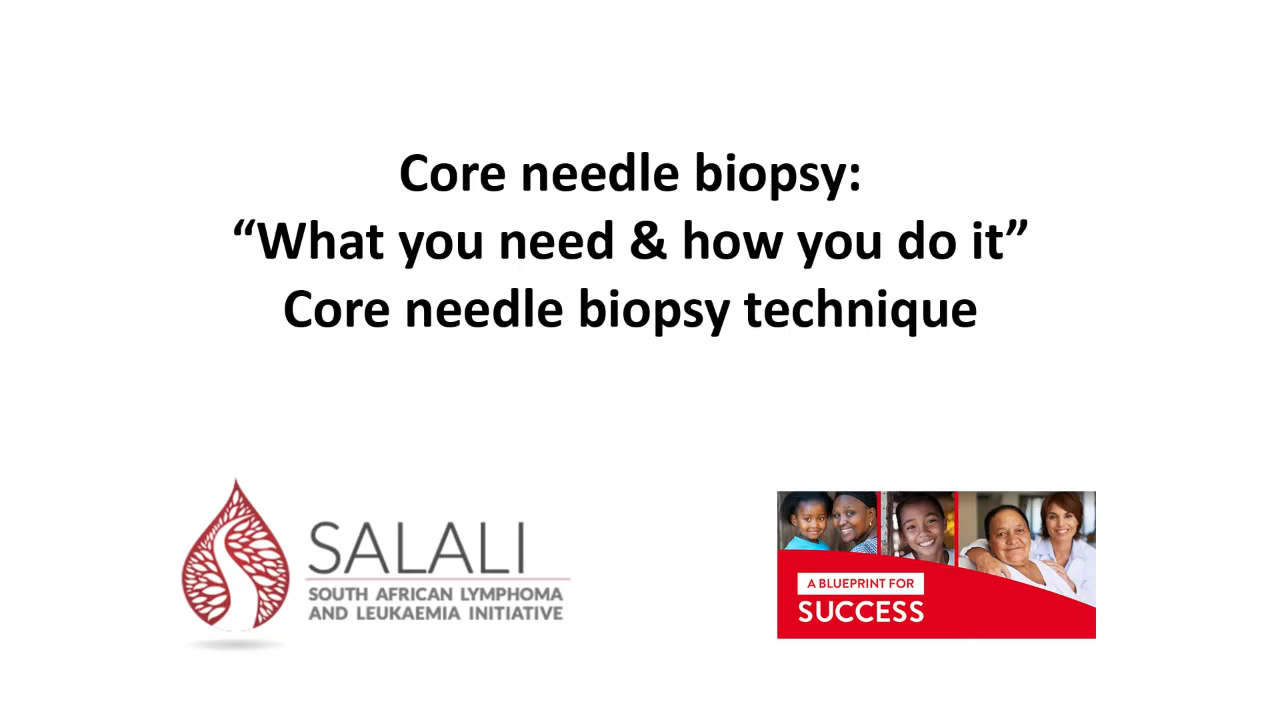 Core needle biopsy:
“What you need & how you do it”
Core needle biopsy technique
SALALI
SOUTH AFRICAN LYMPHOMA
AND LEUKAEMIA INITIATIVE
A BLUEPRINT FOR
SUCCESS